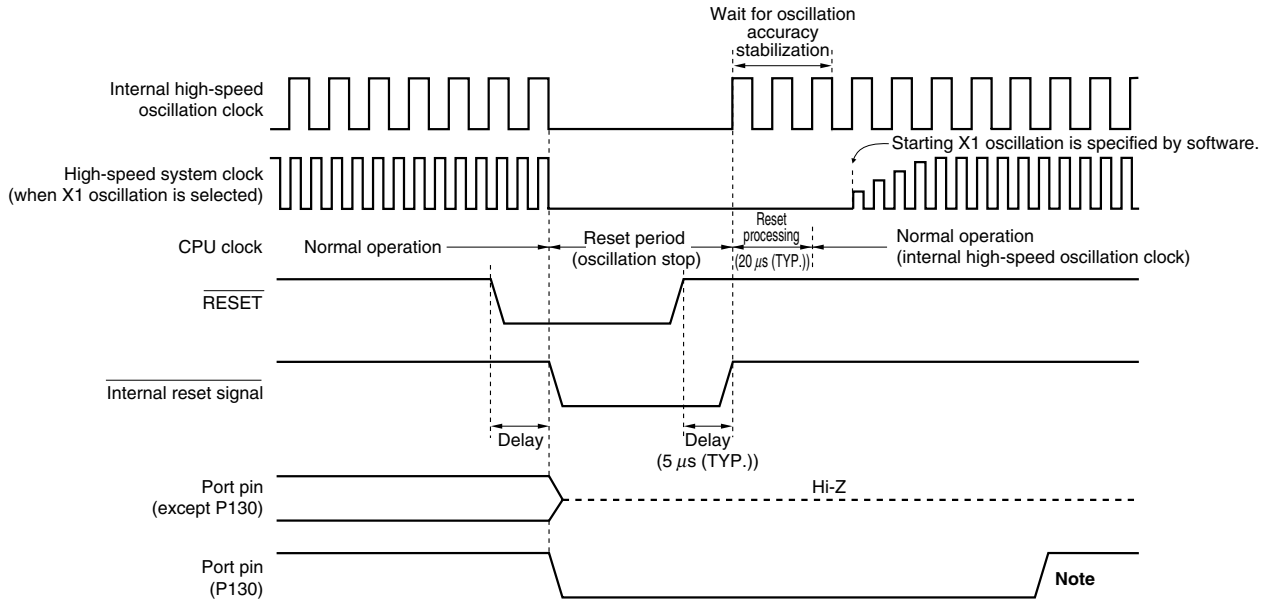 Wait for oscillation
accuracy
stabilization
Internal high-speed
oscillation clock
Starting X1 oscillation is specified by software.
High-speed system clock
(when X1 oscillation is selected)
CPU clock
Normal operation
Reset period
(oscillation stop)
Reset
processing
(20 μs (TYP.))
Normal operation
(internal high-speed oscillation clock)
RESET
Internal reset signal
Delay
Delay
(5 μs (TYP.))
Port pin
(except P130)
Hi-Z
Port pin
(P130)
Note